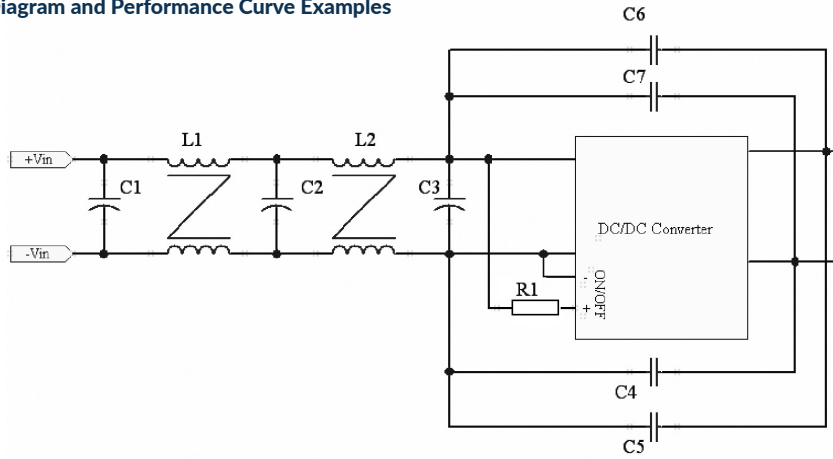 iagram and Performance Curve Examples
C6
C7
L1
L2
+Vin
C1
C2
C3
DC/DC Converter
-Vin
R1
-
+
ON/OFF
C4
C5